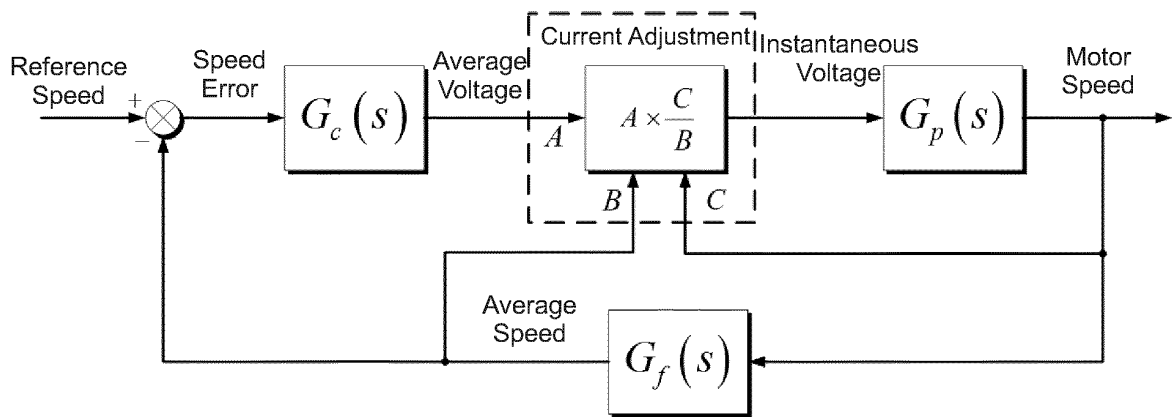 Current Adjustment
Reference
Speed
Speed
Error
Average
Voltage
Instantaneous
Voltage
Motor
Speed
+
−
G_c(s)
A
A × C/B
G_p(s)
B
C
Average
Speed
G_f(s)